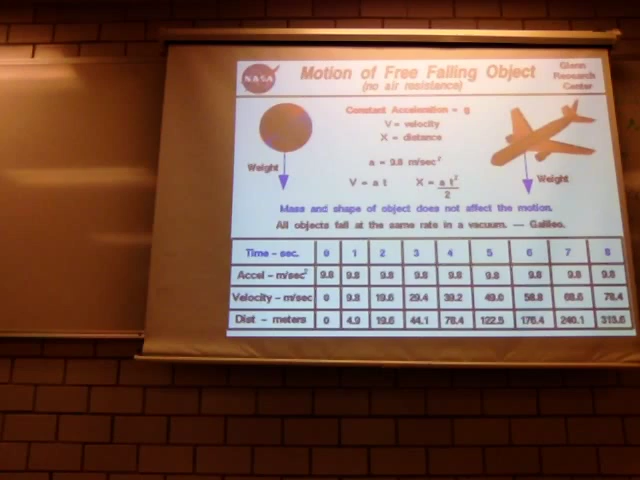 NASA
Motion of Free Falling Object
(no air resistance)
Glenn
Research
Center
Constant Acceleration = g
V = velocity
X = distance
a = 9.8 m/sec²
V = a t
X = a t²
2
Weight
Weight
Mass and shape of object does not affect the motion.
All objects fall at the same rate in a vacuum. — Galileo.
Time – sec. 0 1 2 3 4 5 6 7 8
Accel – m/sec² 9.8 9.8 9.8 9.8 9.8 9.8 9.8 9.8 9.8
Velocity – m/sec 0 9.8 19.6 29.4 39.2 49.0 58.8 68.6 78.4
Dist – meters 0 4.9 19.6 44.1 78.4 122.5 176.4 240.1 313.6